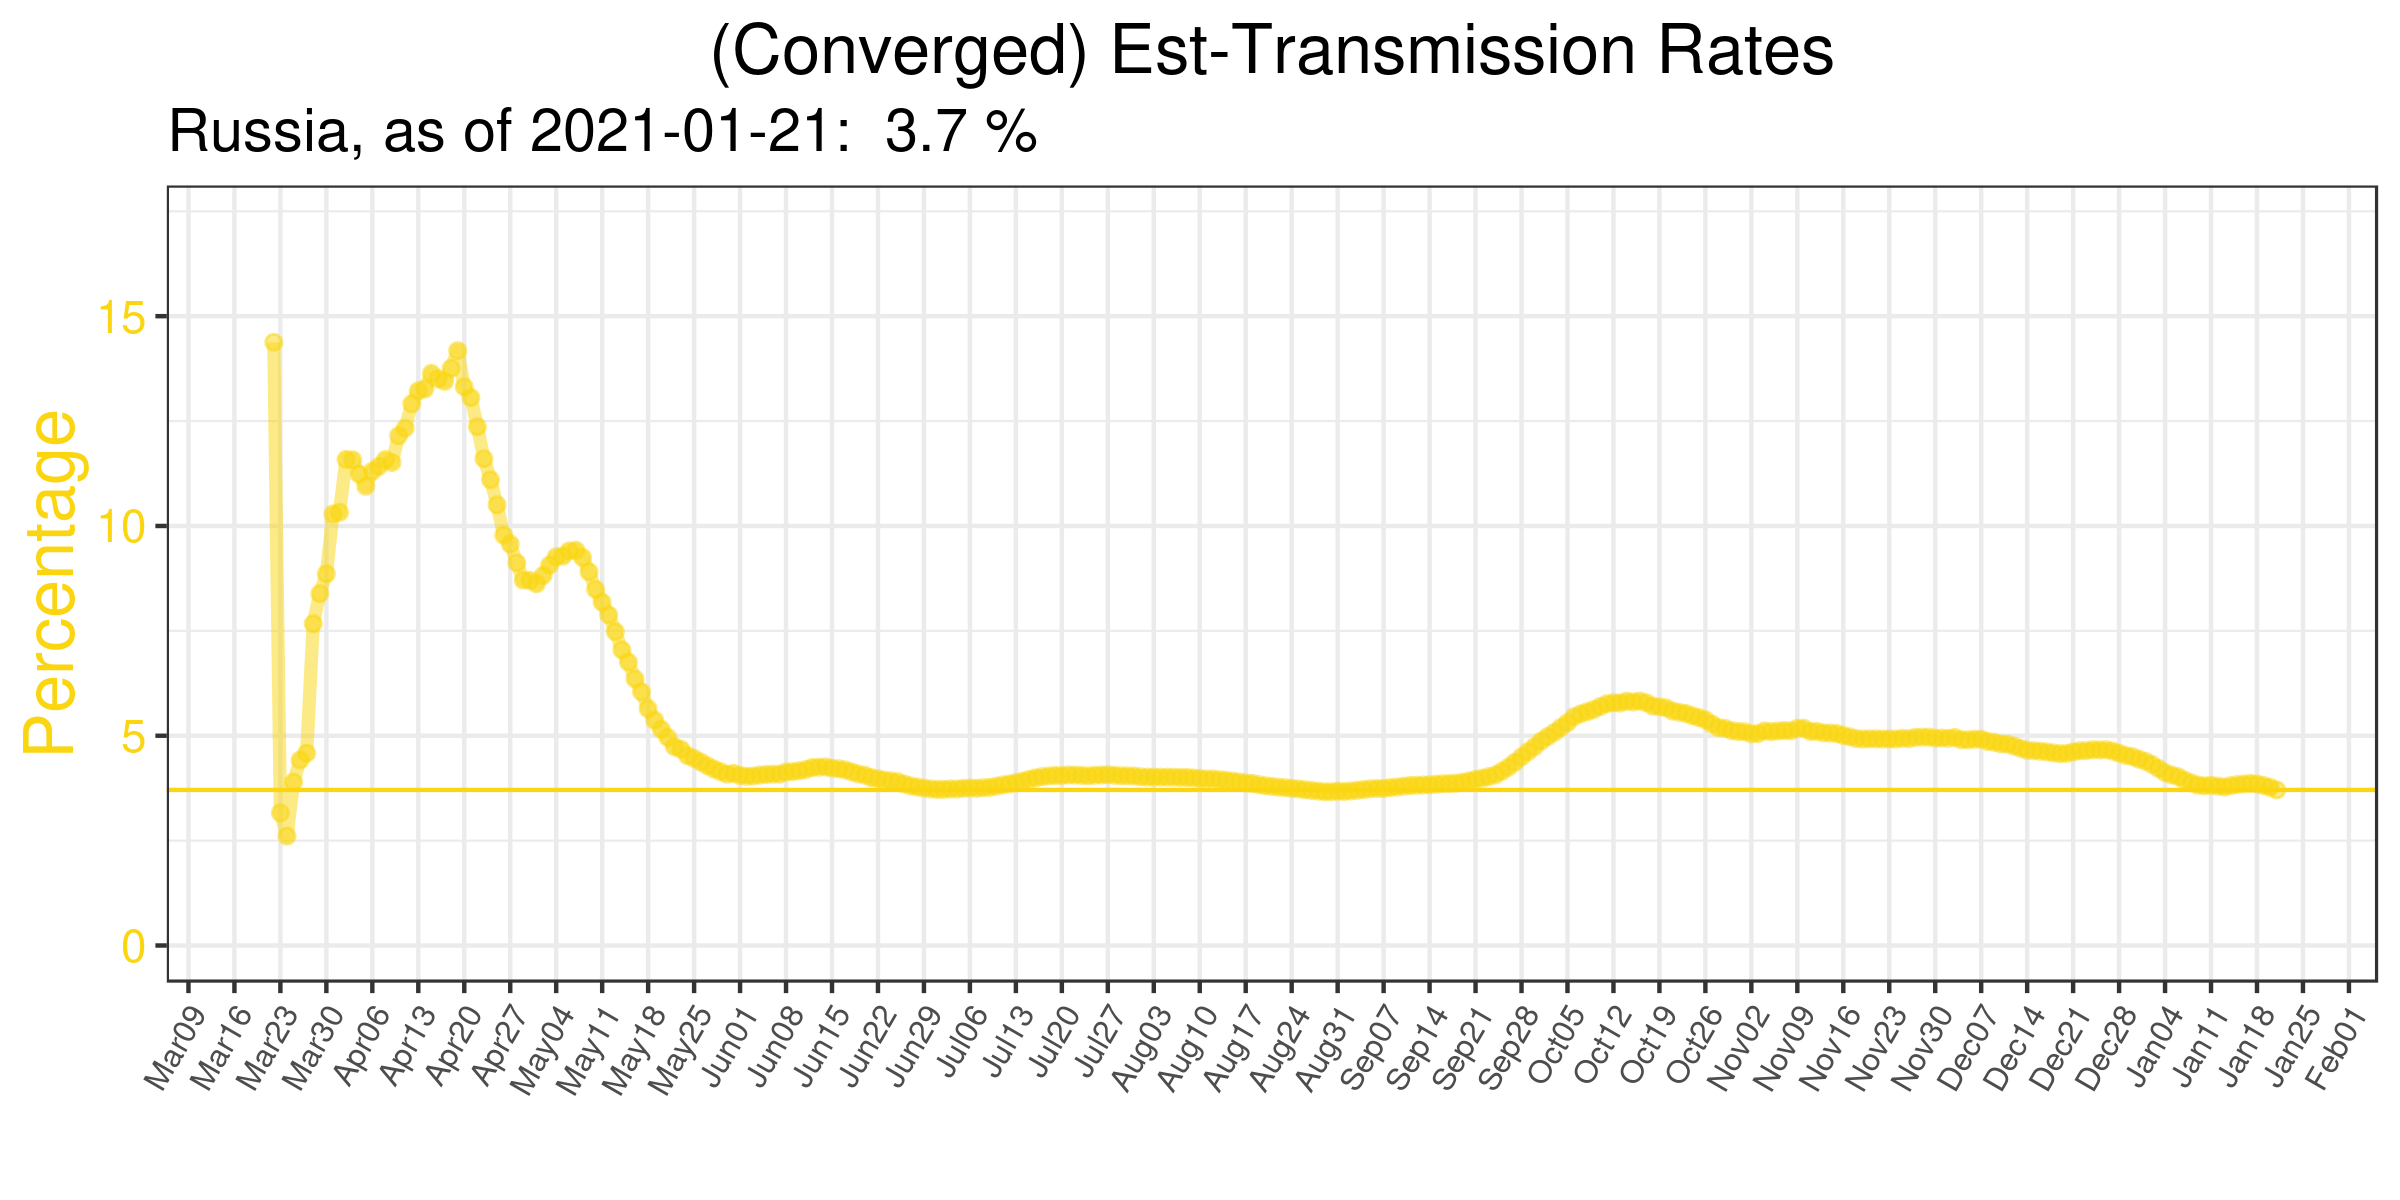 (Converged) Est-Transmission Rates
Russia, as of 2021-01-21:  3.7 %
Percentage
15
10
5
0
Mar09
Mar16
Mar23
Mar30
Apr06
Apr13
Apr20
Apr27
May04
May11
May18
May25
Jun01
Jun08
Jun15
Jun22
Jun29
Jul06
Jul13
Jul20
Jul27
Aug03
Aug10
Aug17
Aug24
Aug31
Sep07
Sep14
Sep21
Sep28
Oct05
Oct12
Oct19
Oct26
Nov02
Nov09
Nov16
Nov23
Nov30
Dec07
Dec14
Dec21
Dec28
Jan04
Jan11
Jan18
Jan25
Feb01